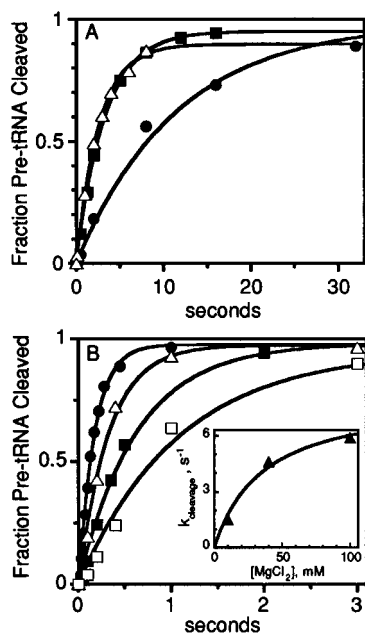 A
Fraction Pre-tRNA Cleaved
1
0.5
0
0
10
20
30
seconds
B
Fraction Pre-tRNA Cleaved
1
0.5
0
0
1
2
3
seconds
k cleavage , s⁻¹
6
3
0
0
50
100
[MgCl₂], mM